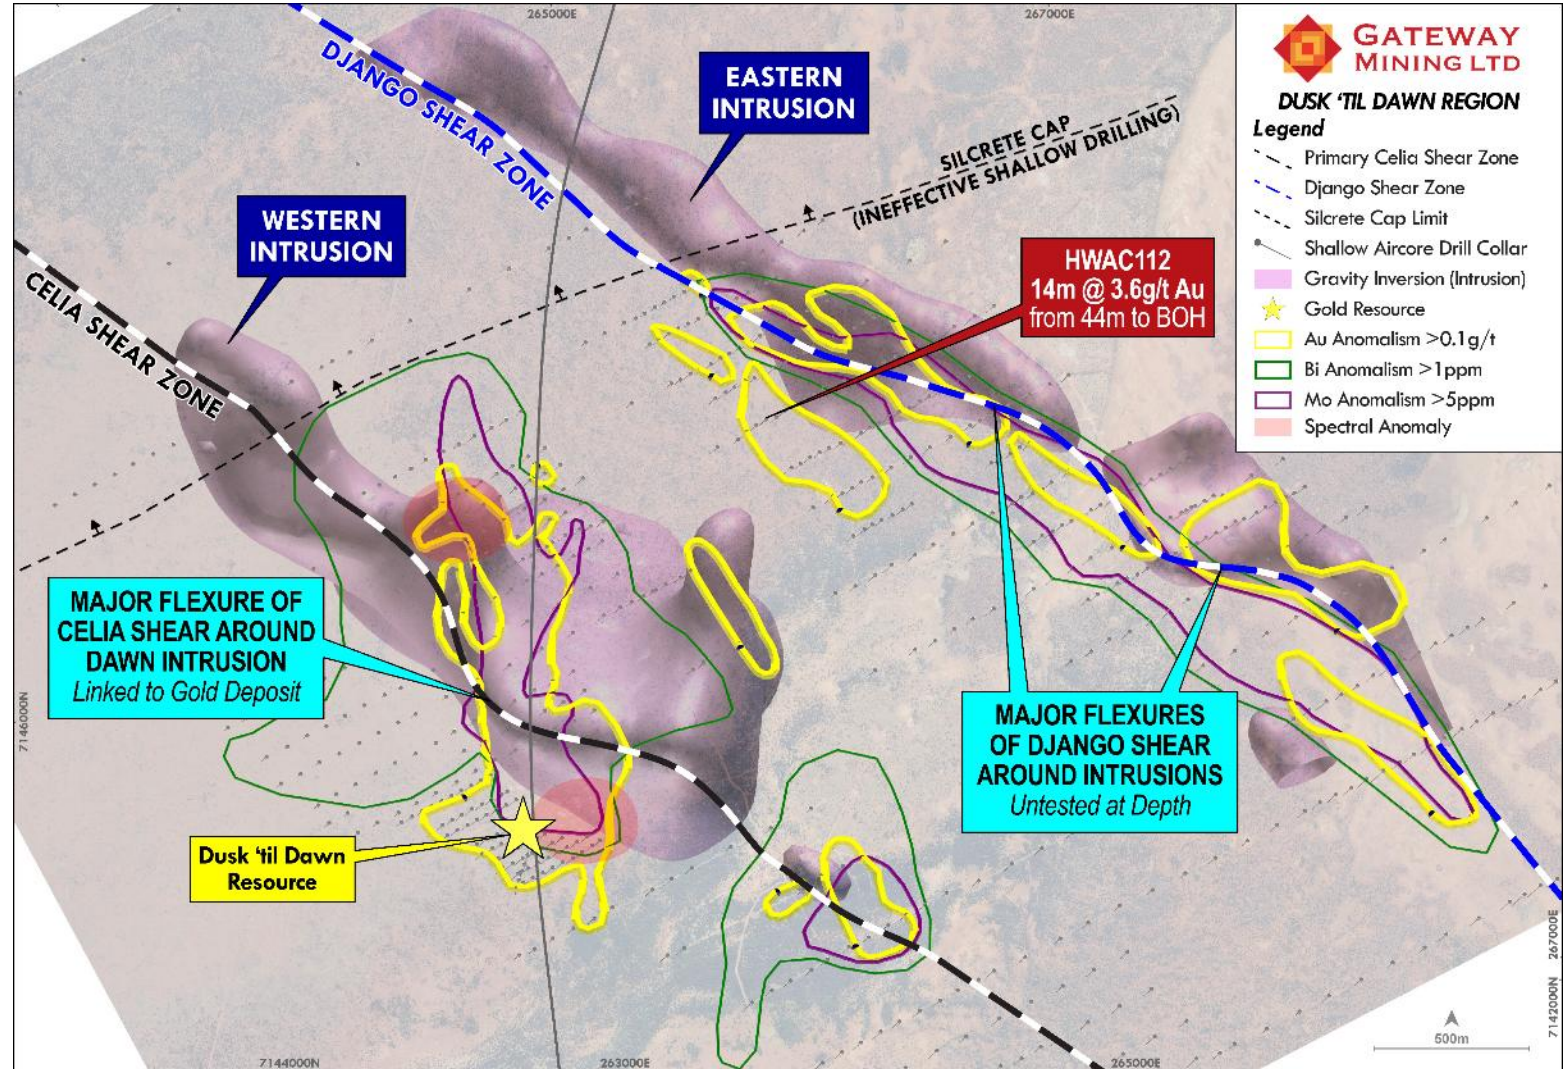 265000E
267000E
GATEWAY
MINING LTD
DUSK ‘TIL DAWN REGION
Legend
Primary Celia Shear Zone
Django Shear Zone
Silcrete Cap Limit
Shallow Aircore Drill Collar
Gravity Inversion (Intrusion)
Gold Resource
Au Anomalism >0.1g/t
Bi Anomalism >1ppm
Mo Anomalism >5ppm
Spectral Anomaly
DJANGO SHEAR ZONE
EASTERN
INTRUSION
SILCRETE CAP
(INEFFECTIVE SHALLOW DRILLING)
WESTERN
INTRUSION
HWAC112
14m @ 3.6g/t Au
from 44m to BOH
CELIA SHEAR ZONE
MAJOR FLEXURE OF
CELIA SHEAR AROUND
DAWN INTRUSION
Linked to Gold Deposit
7146000N
MAJOR FLEXURES
OF DJANGO SHEAR
AROUND INTRUSIONS
Untested at Depth
Dusk ‘til Dawn
Resource
267000E
7142000N
500m
7144000N
263000E
265000E